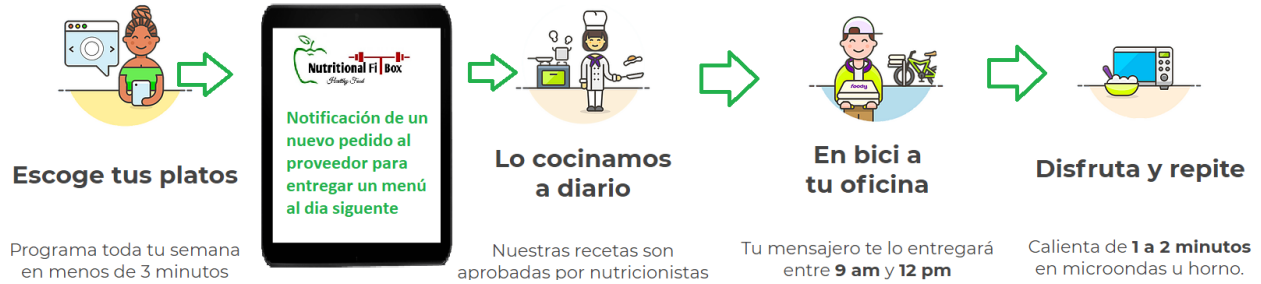 Escoge tus platos
Programa toda tu semana
en menos de 3 minutos
Nutritional FiTBox
Healthy Food
Notificación de un
nuevo pedido al
proveedor para
entregar un menú
al dia siguente
Lo cocinamos
a diario
Nuestras recetas son
aprobadas por nutricionistas
foody
En bici a
tu oficina
Tu mensajero te lo entregará
entre 9 am y 12 pm
Disfruta y repite
Calienta de 1 a 2 minutos
en microondas u horno.